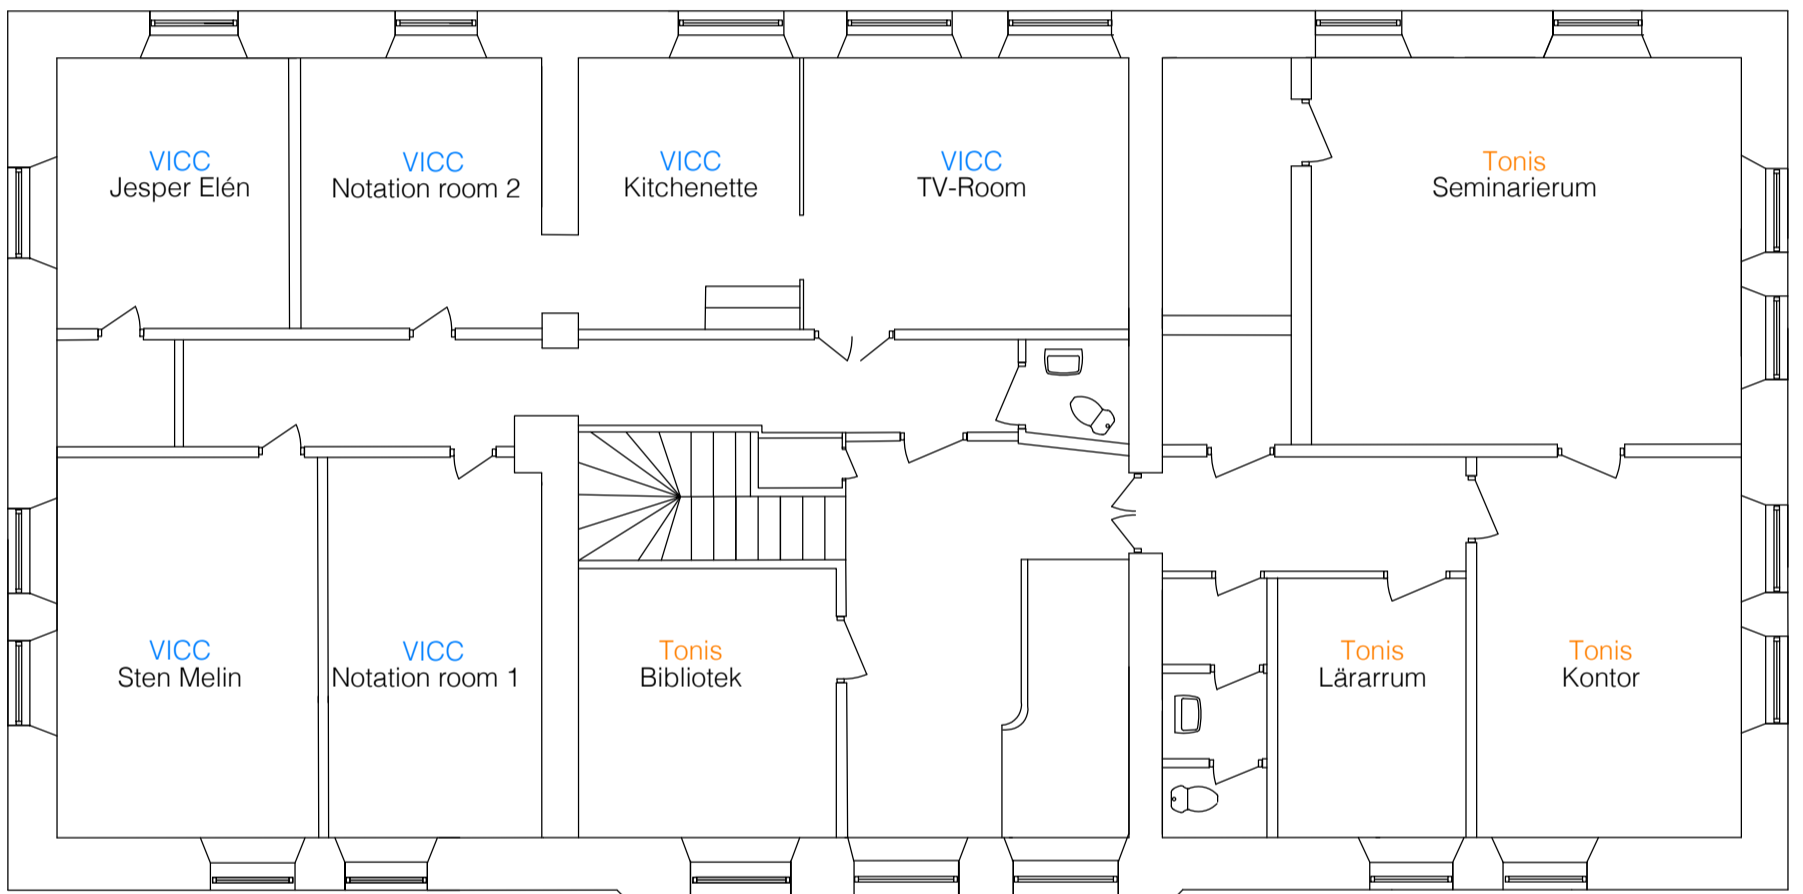 VICC
Jesper Elén
VICC
Notation room 2
VICC
Kitchenette
VICC
TV-Room
Tonis
Seminarierum
VICC
Sten Melin
VICC
Notation room 1
Tonis
Bibliotek
Tonis
Lärarrum
Tonis
Kontor